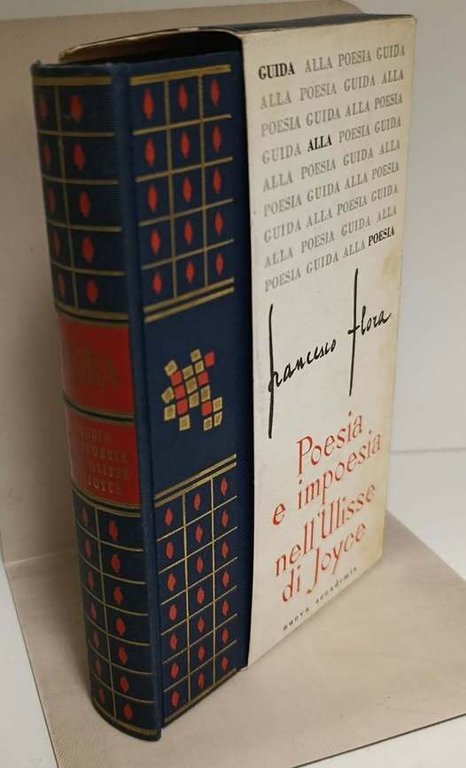 GUIDA ALLA POESIA GUIDA
ALLA POESIA GUIDA ALLA
POESIA GUIDA ALLA POESIA
GUIDA ALLA POESIA GUIDA
ALLA POESIA GUIDA ALLA
POESIA GUIDA ALLA POESIA
GUIDA ALLA POESIA GUIDA
ALLA POESIA GUIDA ALLA
POESIA GUIDA ALLA POESIA
francesco flora
Poesia
e impoesia
nell'Ulisse
di Joyce
nuova accademia
ULISSE
JOYCE